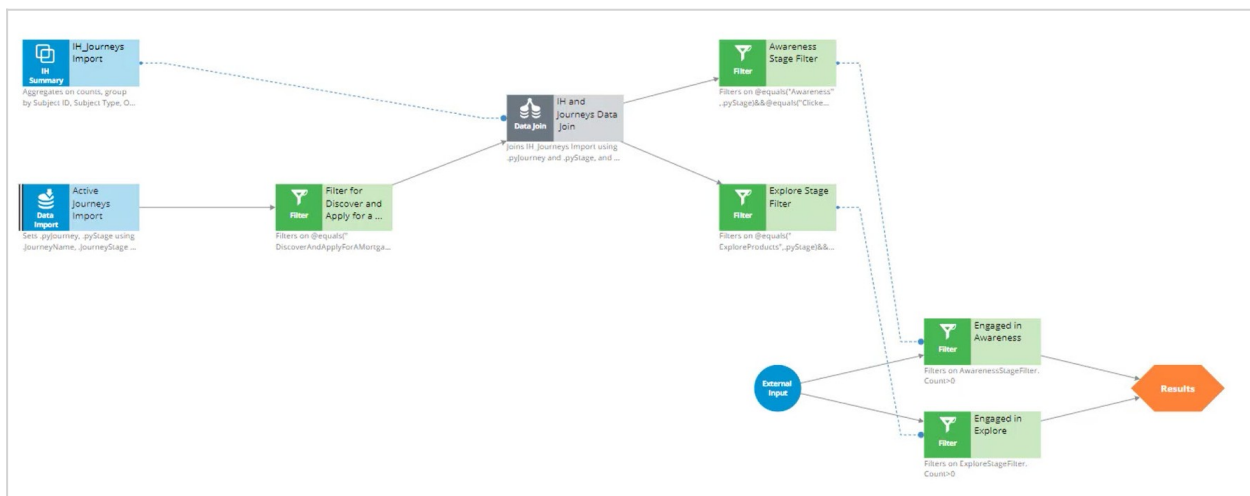 IH_Journeys
Import
IH
Summary
Aggregates on counts, group
by Subject ID, Subject Type, O...
Awareness
Stage Filter
Filter
Filters on @equals("Awareness"
,.pyStage)&&@equals("Clicke...
IH and
Journeys Data
Join
Data Join
Joins IH_Journeys Import using
.pyJourney and .pyStage, and ...
Active
Journeys
Import
Data
Import
Sets .pyJourney, .pyStage using
.JourneyName, .JourneyStage ...
Filter for
Discover and
Apply for a ...
Filter
Filters on @equals("
DiscoverAndApplyForAMortga...
Explore Stage
Filter
Filter
Filters on @equals("
ExploreProducts",.pyStage)&&...
Engaged in
Awareness
Filter
Filters on AwarenessStageFilter.
Count>0
External
Input
Results
Engaged in
Explore
Filter
Filters on ExploreStageFilter.
Count>0